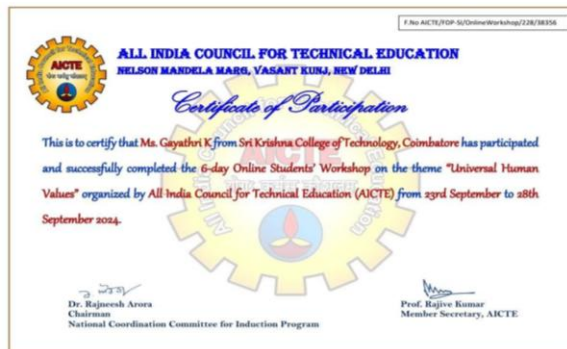 F.No AICTE/FDP-SI/OnlineWorkshop/228/38356
AICTE
ALL INDIA COUNCIL FOR TECHNICAL EDUCATION
NELSON MANDELA MARG, VASANT KUNJ, NEW DELHI
Certificate of Participation
This is to certify that Ms. Gayathri K from Sri Krishna College of Technology, Coimbatore has participated
and successfully completed the 6-day Online Students' Workshop on the theme "Universal Human
Values" organized by All India Council for Technical Education (AICTE) from 23rd September to 28th
September 2024.
Dr. Rajneesh Arora
Chairman
National Coordination Committee for Induction Program
Prof. Rajive Kumar
Member Secretary, AICTE